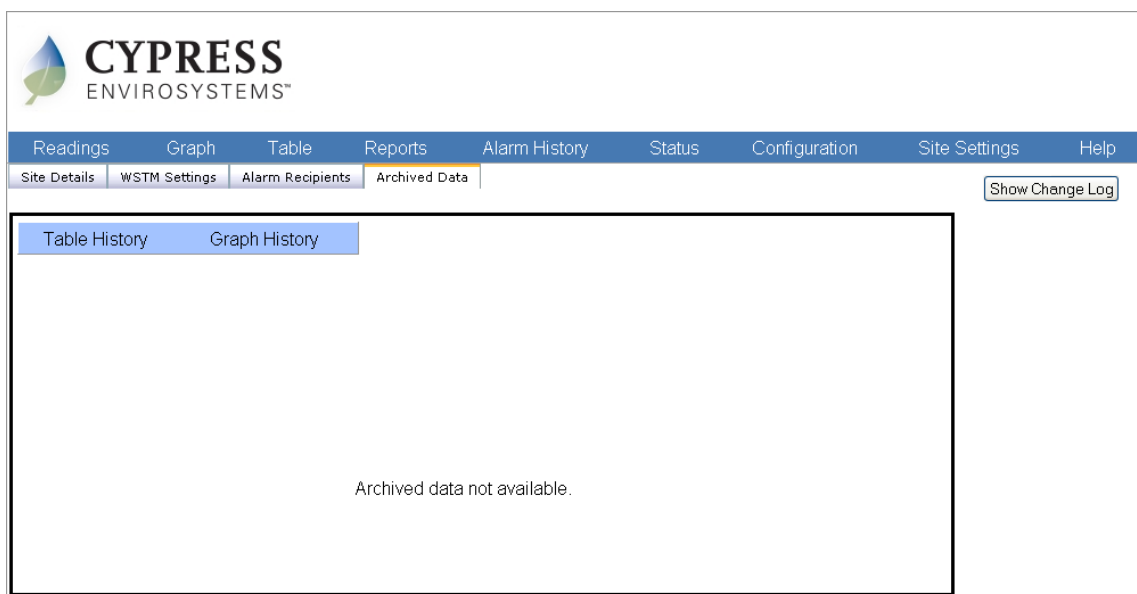 CYPRESS
ENVIROSYSTEMS™
Readings Graph Table Reports Alarm History Status Configuration Site Settings Help
Site Details WSTM Settings Alarm Recipients Archived Data
Show Change Log
Table History Graph History
Archived data not available.